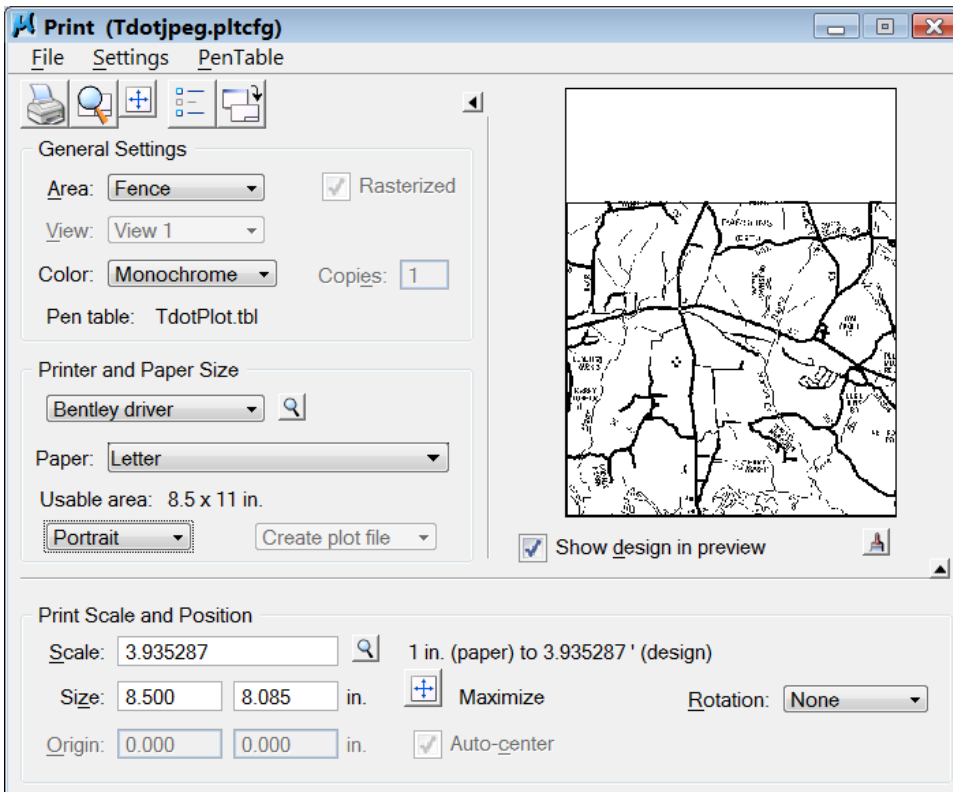 Print (Tdotjpeg.pltcfg)
File Settings PenTable
General Settings
Area: Fence Rasterized
View: View 1
Color: Monochrome Copies: 1
Pen table: TdotPlot.tbl
Printer and Paper Size
Bentley driver
Paper: Letter
Usable area: 8.5 x 11 in.
Portrait Create plot file
Show design in preview
Print Scale and Position
Scale: 3.935287 1 in. (paper) to 3.935287 ' (design)
Size: 8.500 8.085 in. Maximize Rotation: None
Origin: 0.000 0.000 in. Auto-center